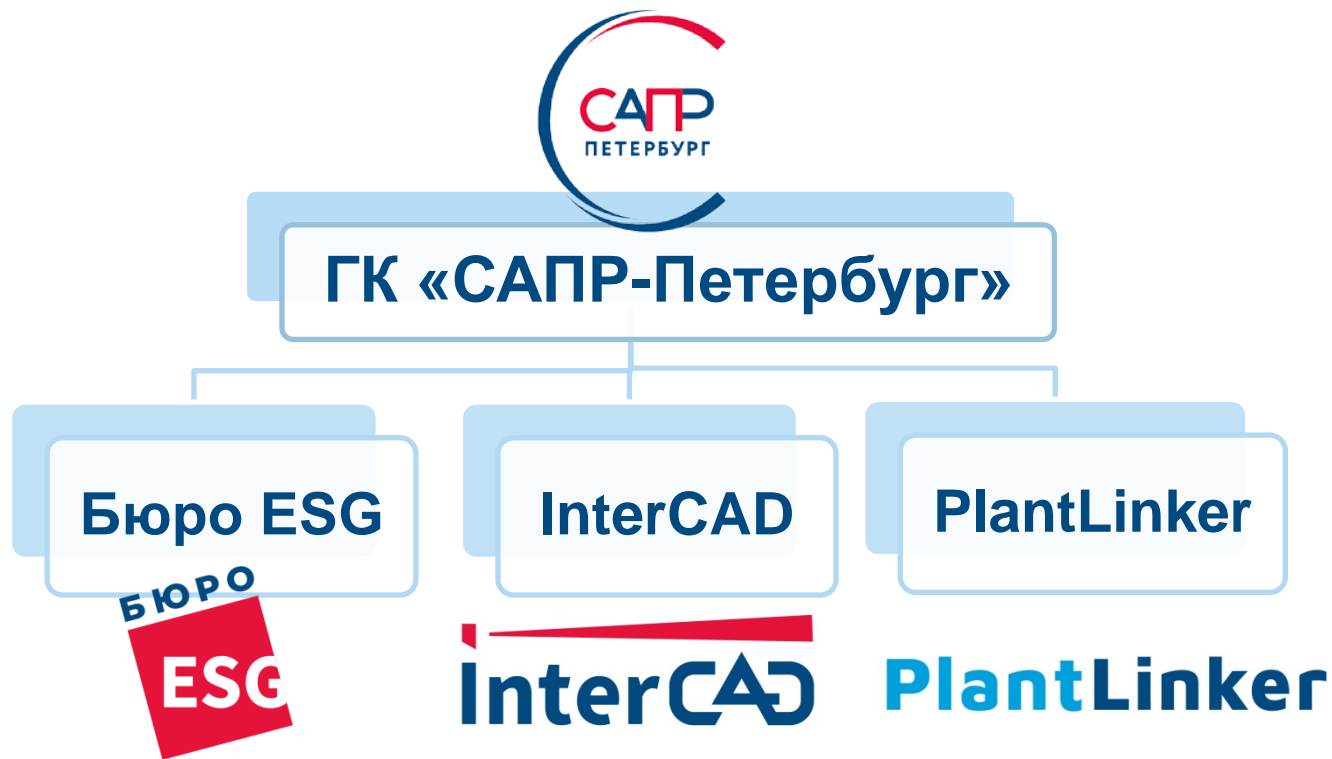 САПР
ПЕТЕРБУРГ
ГК «САПР-Петербург»
Бюро ESG
InterCAD
PlantLinker
БЮРО
ESG
InterCAD
PlantLinker